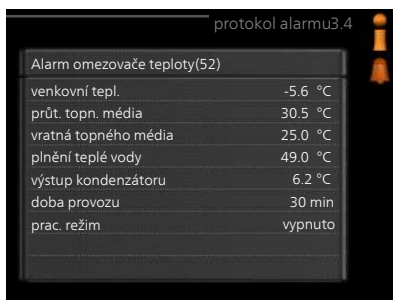 protokol alarmu3.4
Alarm omezovače teploty(52)
venkovní tepl. -5.6 °C
průt. topn. média 30.5 °C
vratná topného média 25.0 °C
plnění teplé vody 49.0 °C
výstup kondenzátoru 6.2 °C
doba provozu 30 min
prac. režim vypnuto